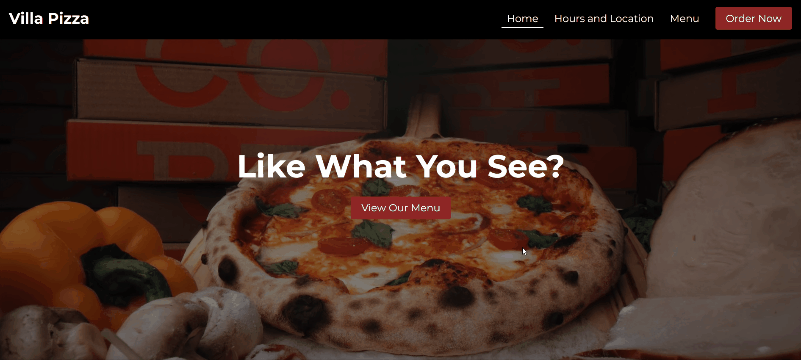 Villa Pizza
Home Hours and Location Menu Order Now
Like What You See?
View Our Menu